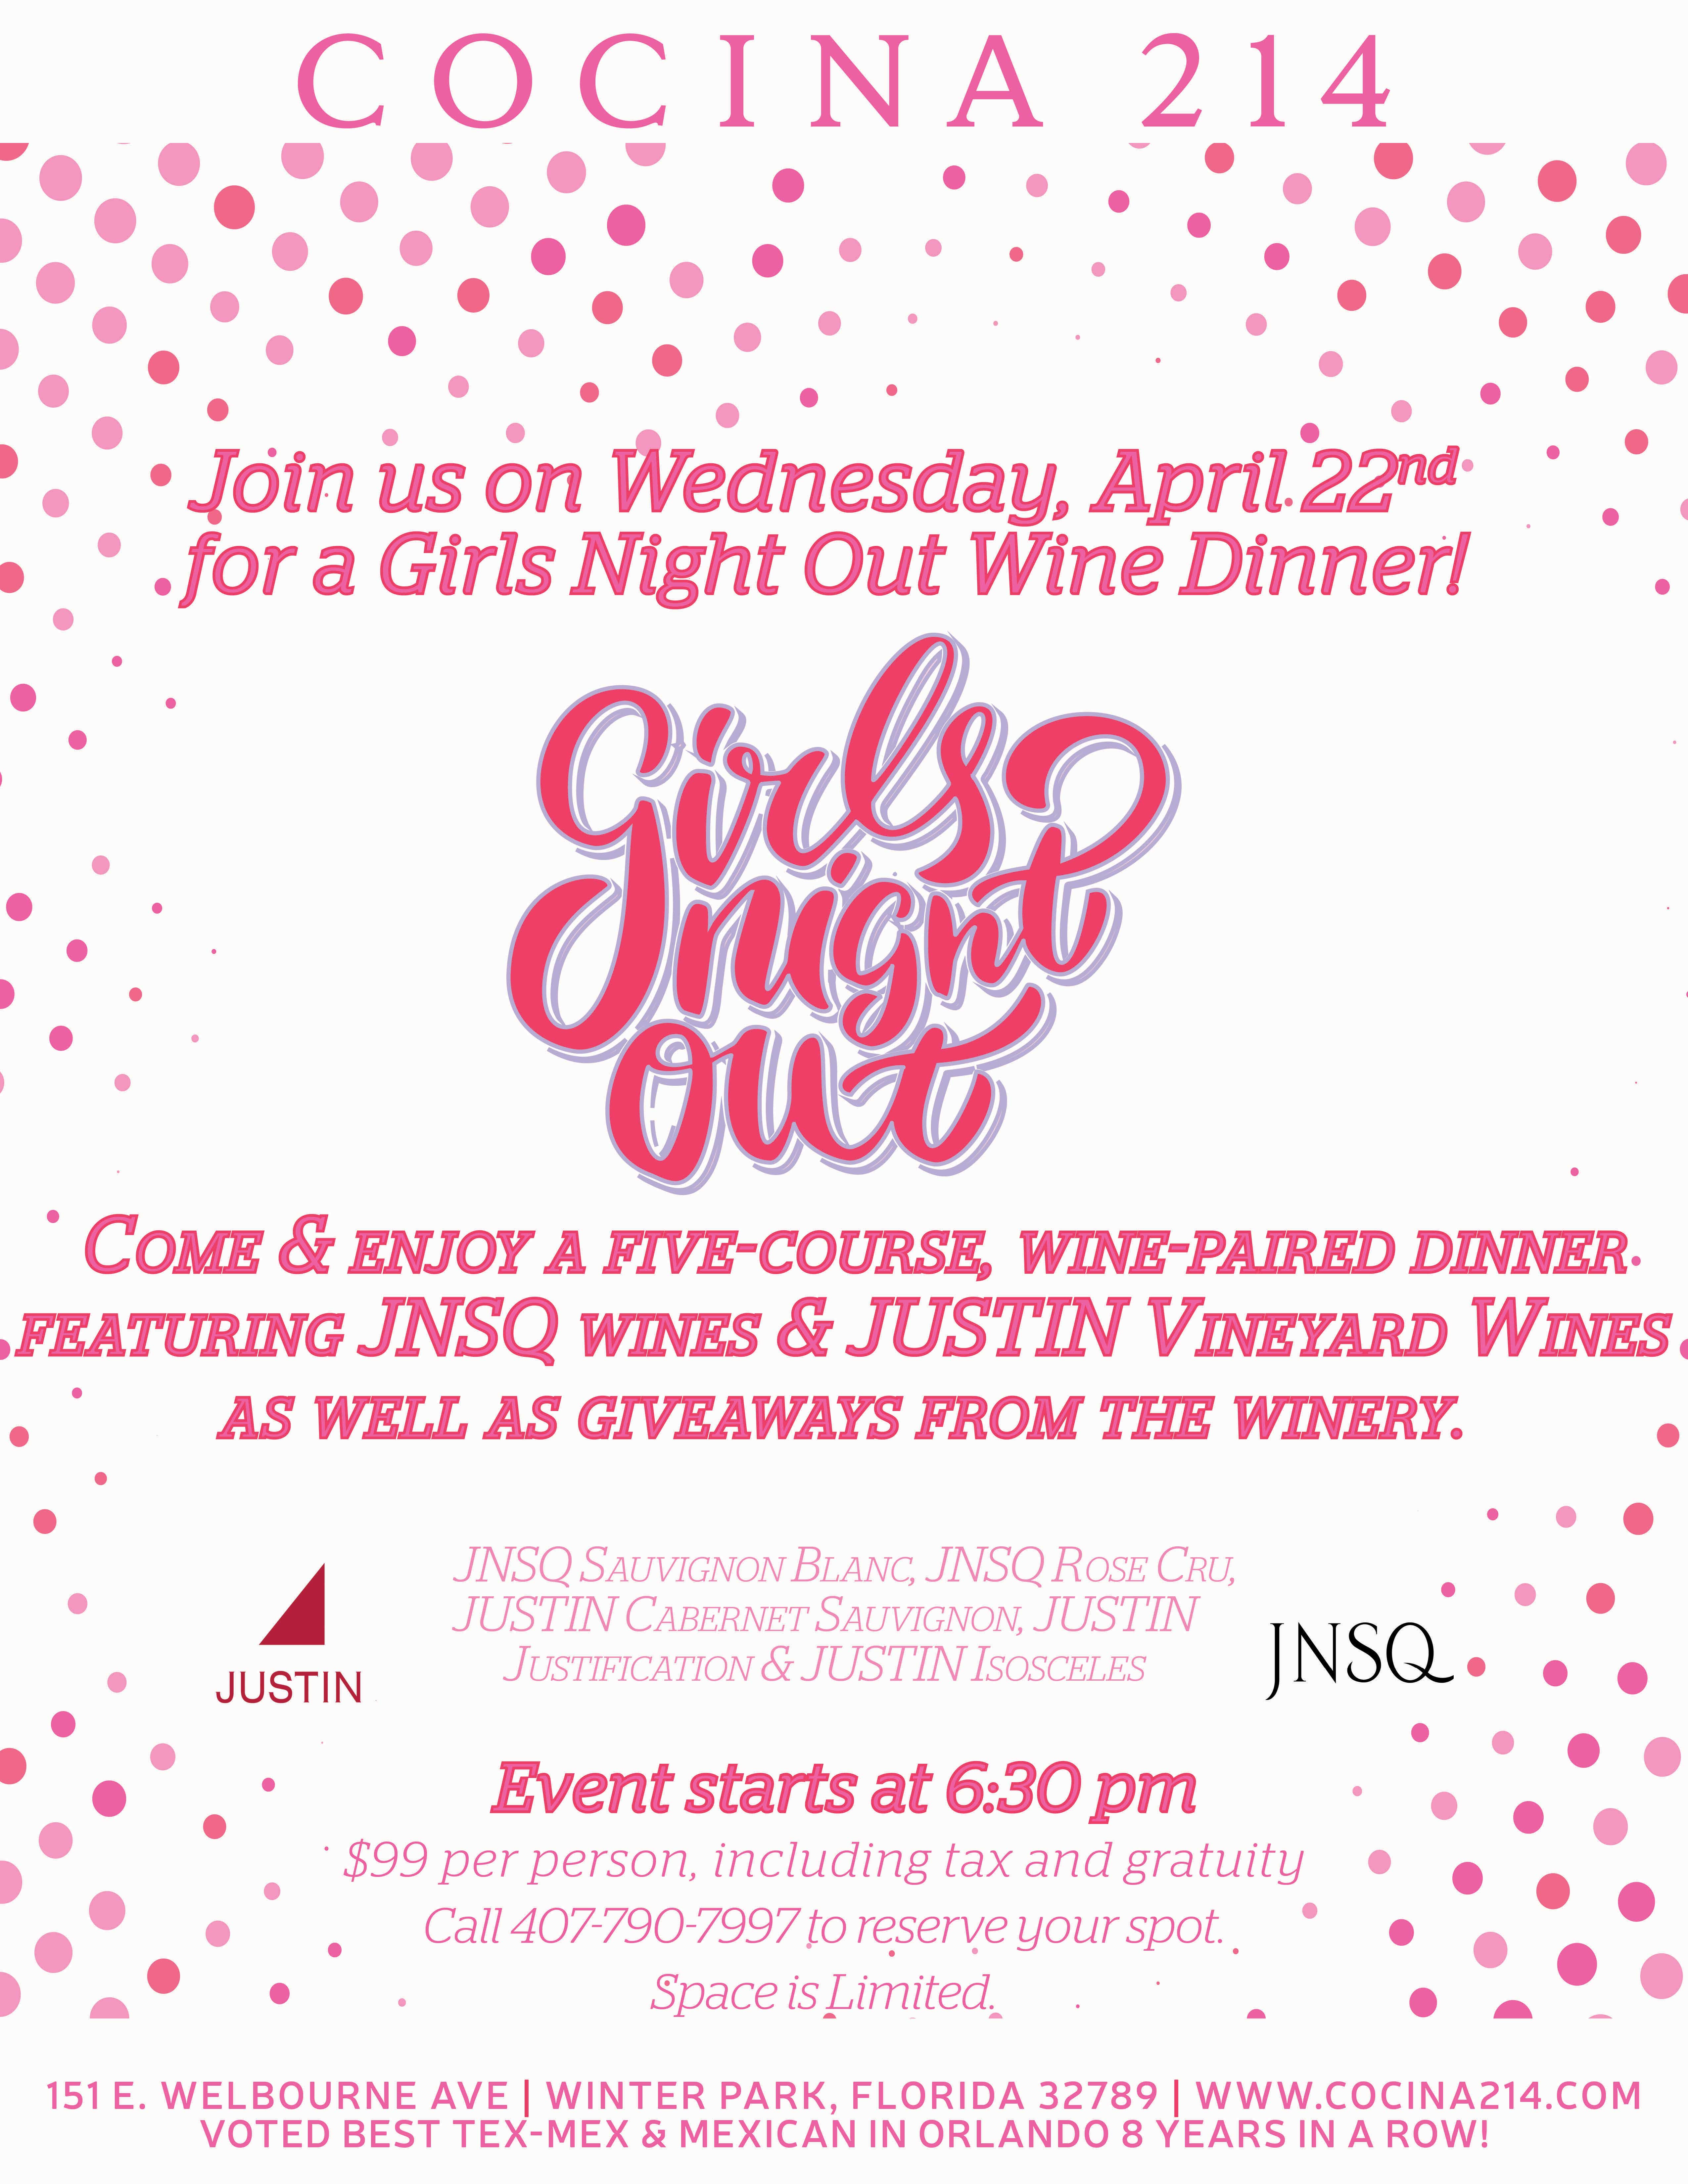 COCINA 214
Join us on Wednesday, April 22nd
for a Girls Night Out Wine Dinner!
Girls
night
out
Come & enjoy a five-course, wine-paired dinner
featuring JNSQ wines & JUSTIN Vineyard Wines
as well as giveaways from the winery.
JNSQ Sauvignon Blanc, JNSQ Rose Cru,
JUSTIN Cabernet Sauvignon, JUSTIN
Justification & JUSTIN Isosceles
JUSTIN
JNSQ
Event starts at 6:30 pm
$99 per person, including tax and gratuity
Call 407-790-7997 to reserve your spot.
Space is Limited.
151 E. WELBOURNE AVE | WINTER PARK, FLORIDA 32789 | WWW.COCINA214.COM
VOTED BEST TEX-MEX & MEXICAN IN ORLANDO 8 YEARS IN A ROW!